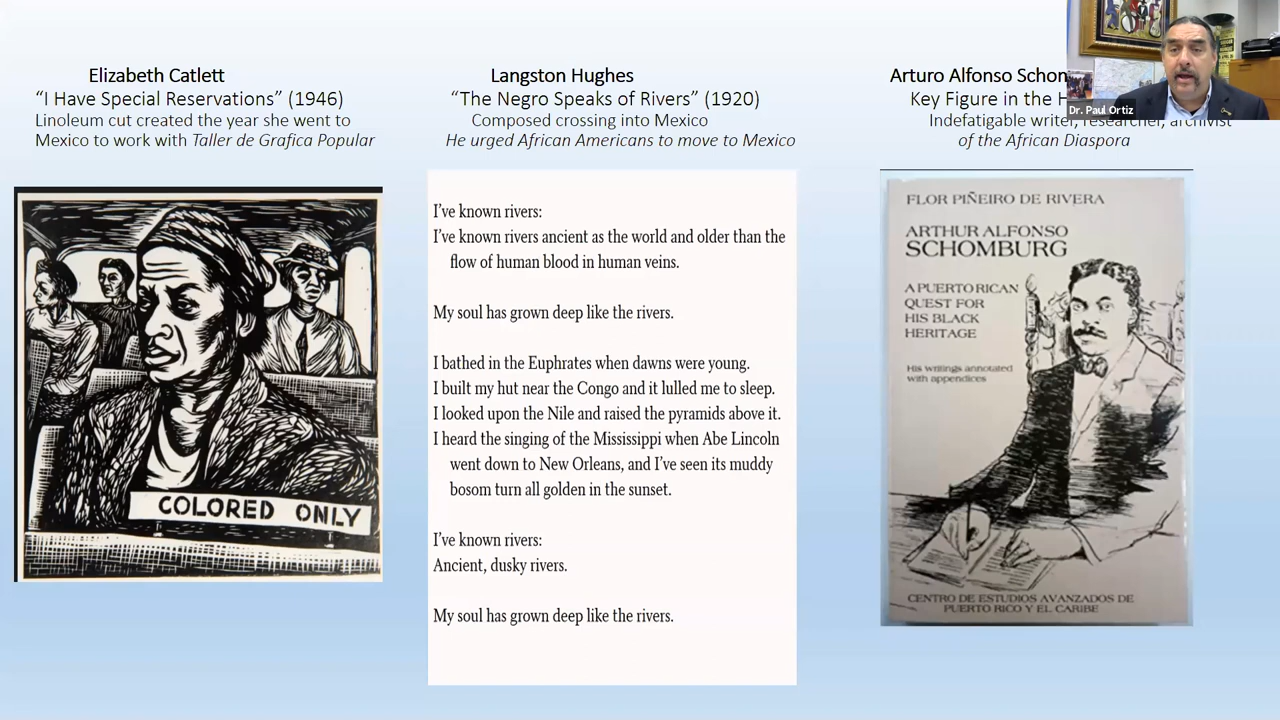 Elizabeth Catlett
“I Have Special Reservations” (1946)
Linoleum cut created the year she went to
Mexico to work with Taller de Grafica Popular
COLORED ONLY
Langston Hughes
“The Negro Speaks of Rivers” (1920)
Composed crossing into Mexico
He urged African Americans to move to Mexico
I’ve known rivers:
I’ve known rivers ancient as the world and older than the
flow of human blood in human veins.
My soul has grown deep like the rivers.
I bathed in the Euphrates when dawns were young.
I built my hut near the Congo and it lulled me to sleep.
I looked upon the Nile and raised the pyramids above it.
I heard the singing of the Mississippi when Abe Lincoln
went down to New Orleans, and I’ve seen its muddy
bosom turn all golden in the sunset.
I’ve known rivers:
Ancient, dusky rivers.
My soul has grown deep like the rivers.
Arturo Alfonso
Key Figure in the
Indefatigable writer, researcher, archivist
of the African Diaspora
FLOR PIÑEIRO DE RIVERA
ARTHUR ALFONSO
SCHOMBURG
A PUERTO RICAN
QUEST FOR
HIS BLACK
HERITAGE
His writings annotated
with appendices
CENTRO DE ESTUDIOS AVANZADOS DE
PUERTO RICO Y EL CARIBE
Dr. Paul Ortiz